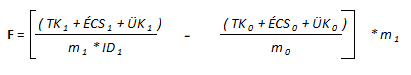 F = [ ( TK₁ + ÉCS₁ + ÜK₁ ) / m₁ * ID₁ - ( TK₀ + ÉCS₀ + ÜK₀ ) / m₀ ] * m₁